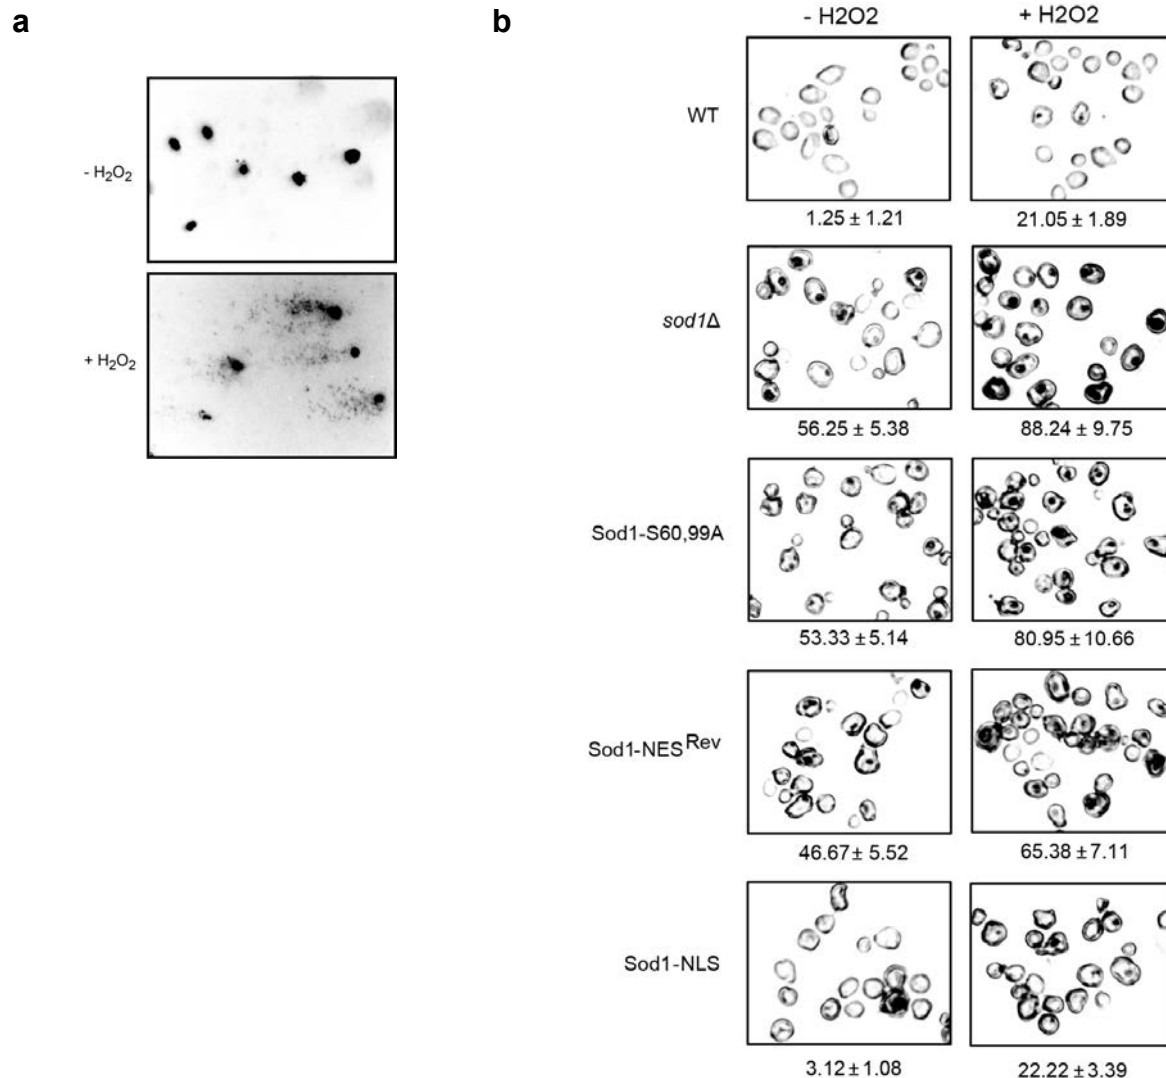 a
- H₂O₂
+ H₂O₂
b
- H2O2 + H2O2
WT
1.25 ± 1.21 21.05 ± 1.89
sod1Δ
56.25 ± 5.38 88.24 ± 9.75
Sod1-S60,99A
53.33 ± 5.14 80.95 ± 10.66
Sod1-NES^Rev
46.67 ± 5.52 65.38 ± 7.11
Sod1-NLS
3.12 ± 1.08 22.22 ± 3.39